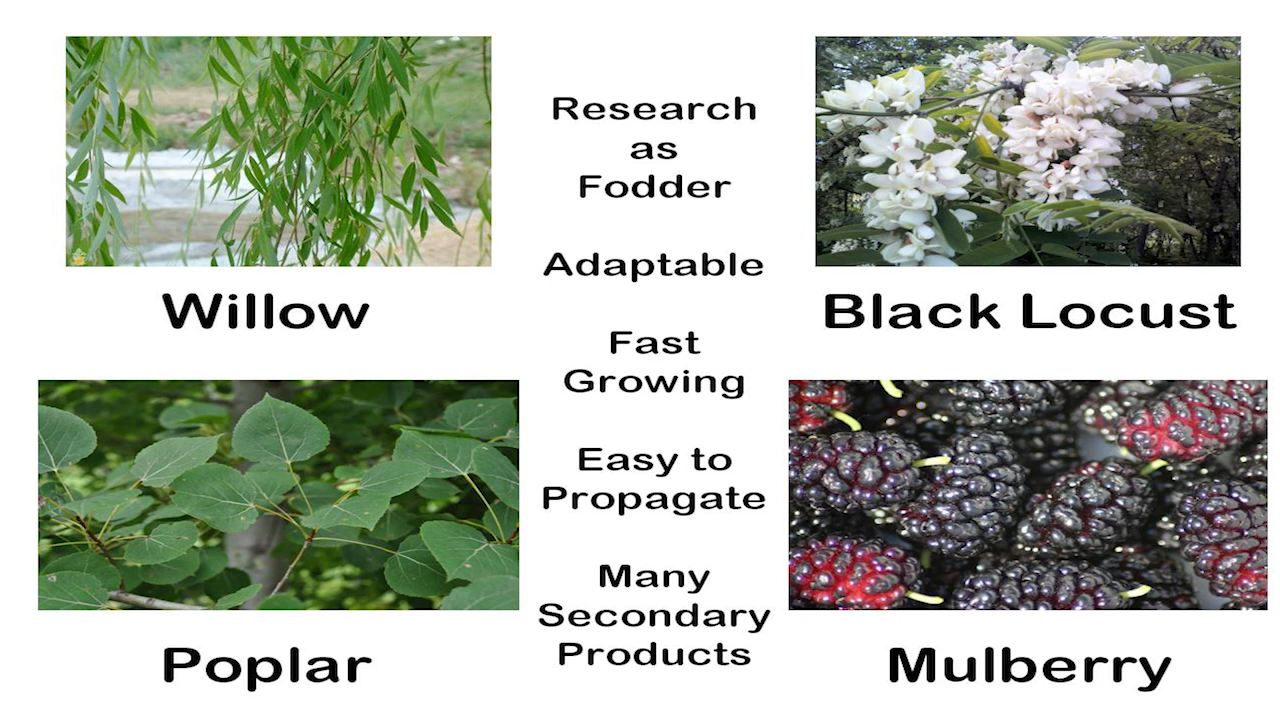 Willow
Poplar
Research
as
Fodder
Adaptable
Fast
Growing
Easy to
Propagate
Many
Secondary
Products
Black Locust
Mulberry